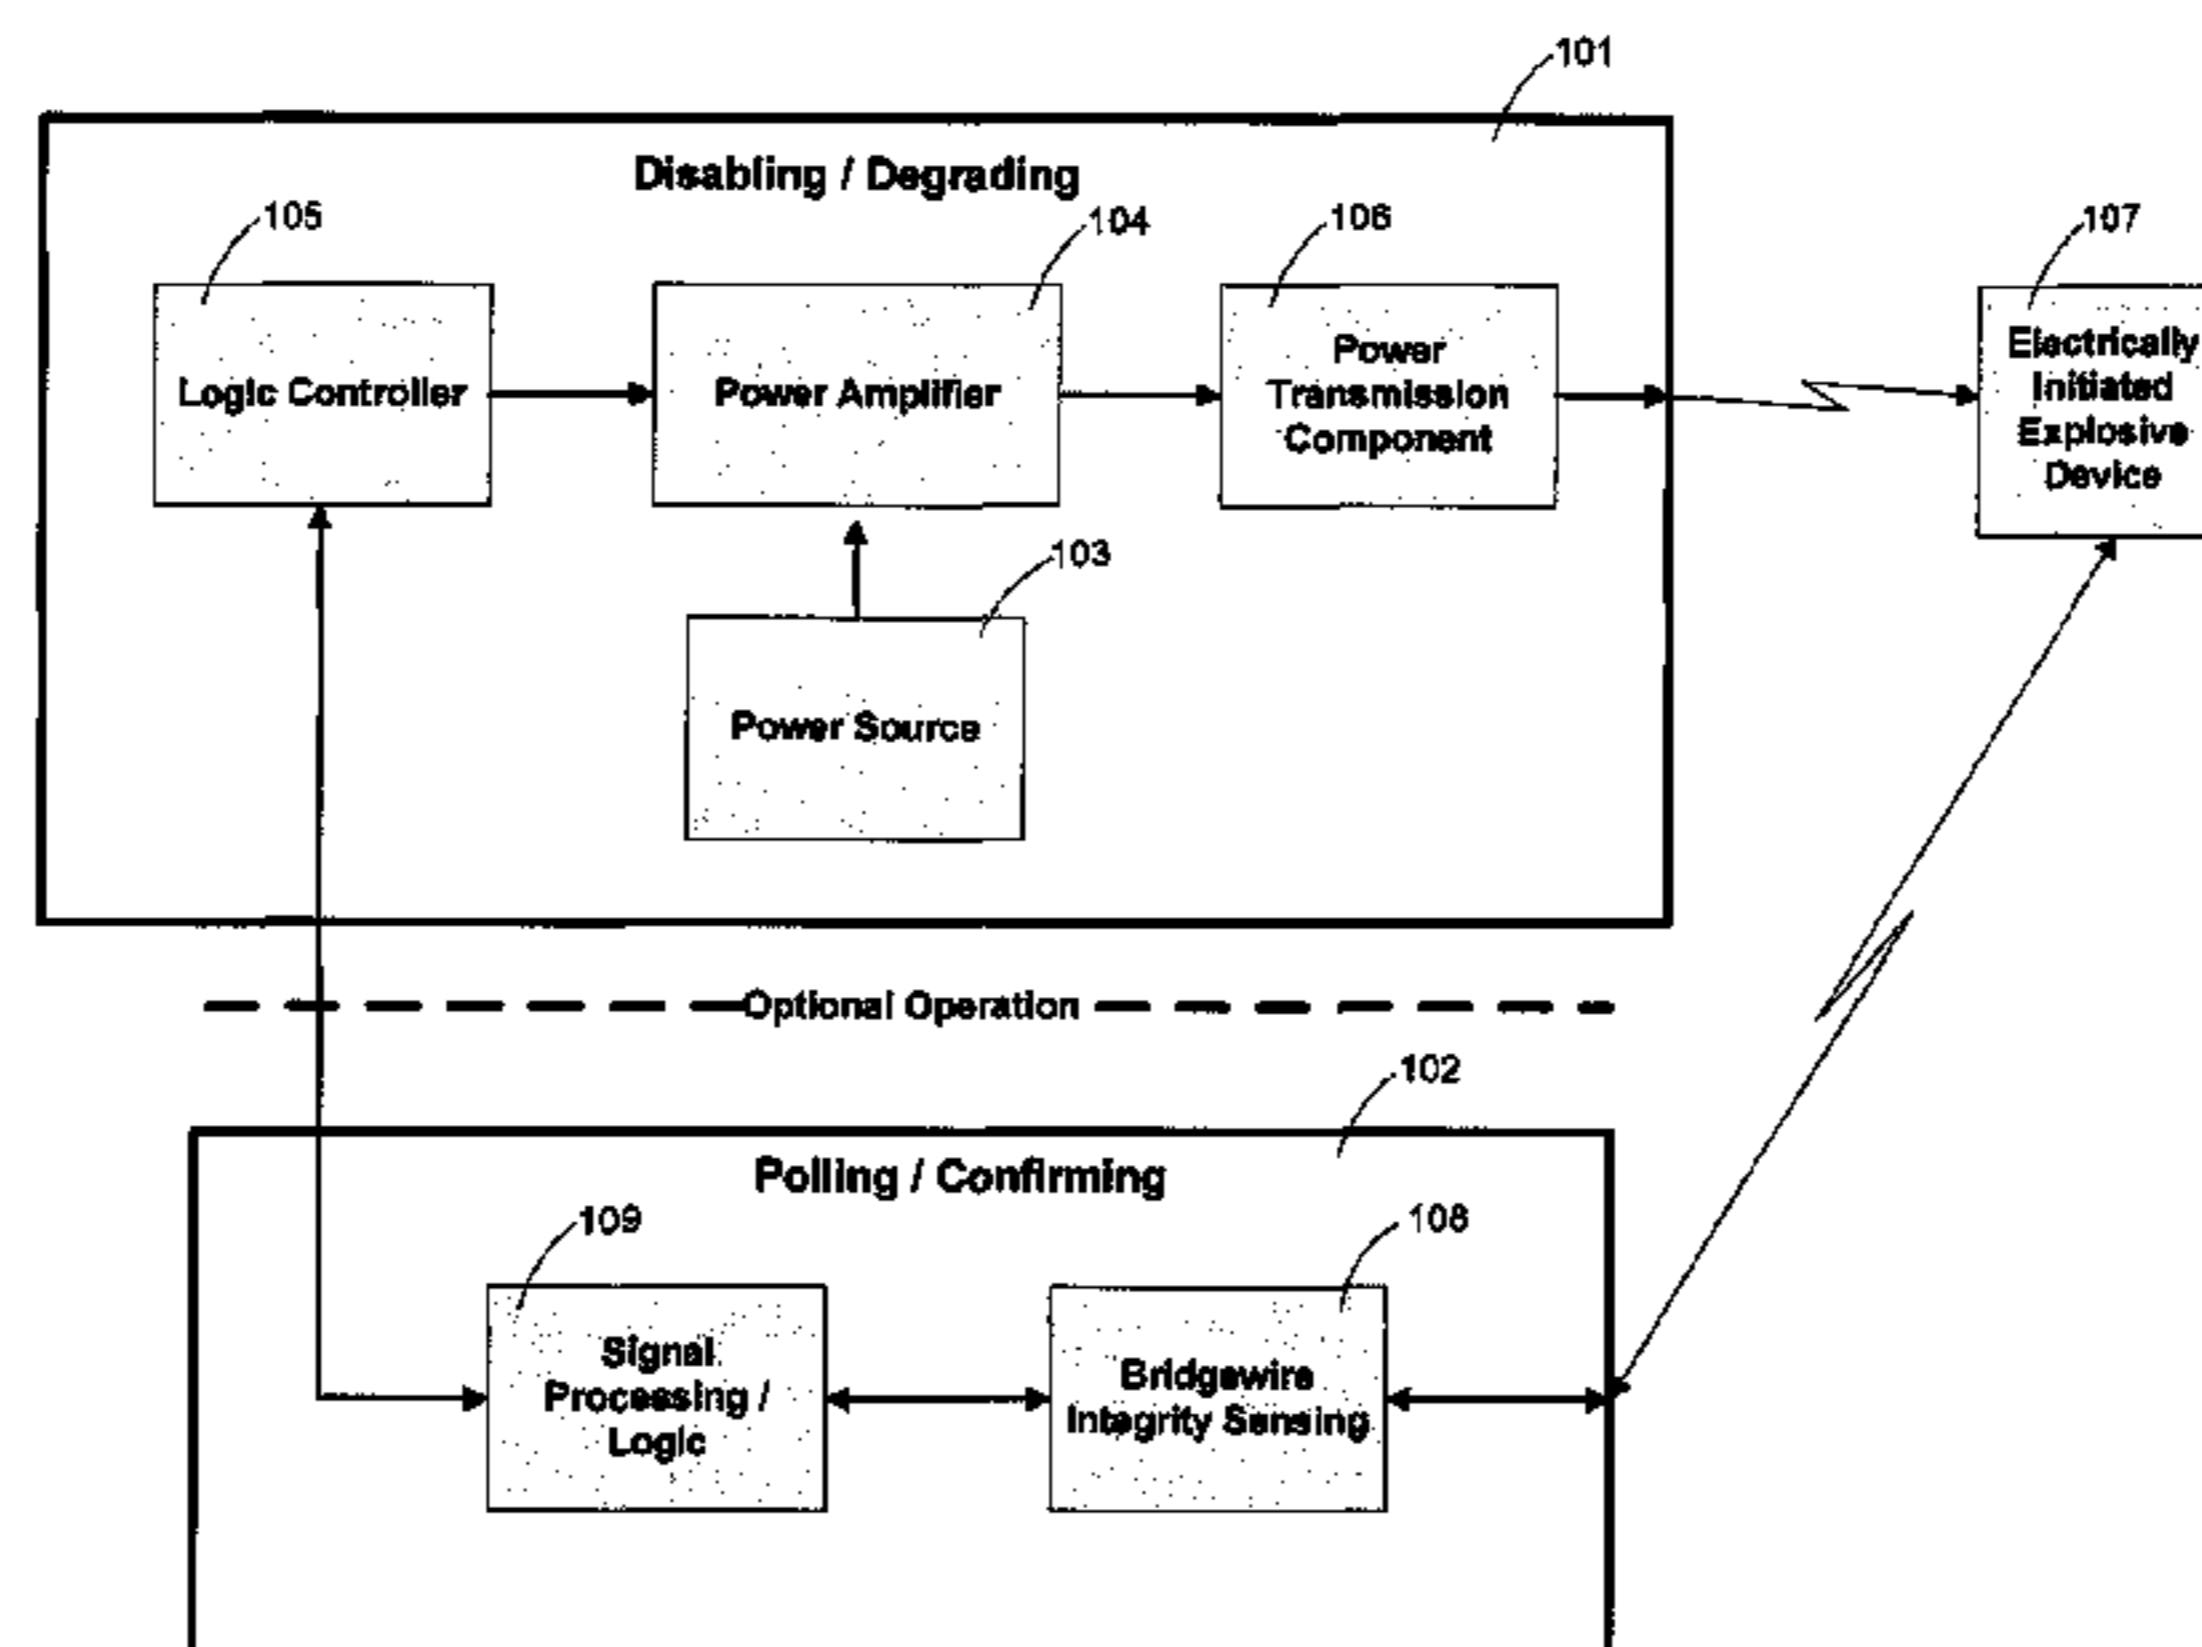 101
Disabling / Degrading
105
104
106
107
Logic Controller
Power Amplifier
Power
Transmission
Component
Electrically
Initiated
Explosive
Device
103
Power Source
Optional Operation
102
Polling / Confirming
109
108
Signal
Processing /
Logic
Bridgewire
Integrity Sensing